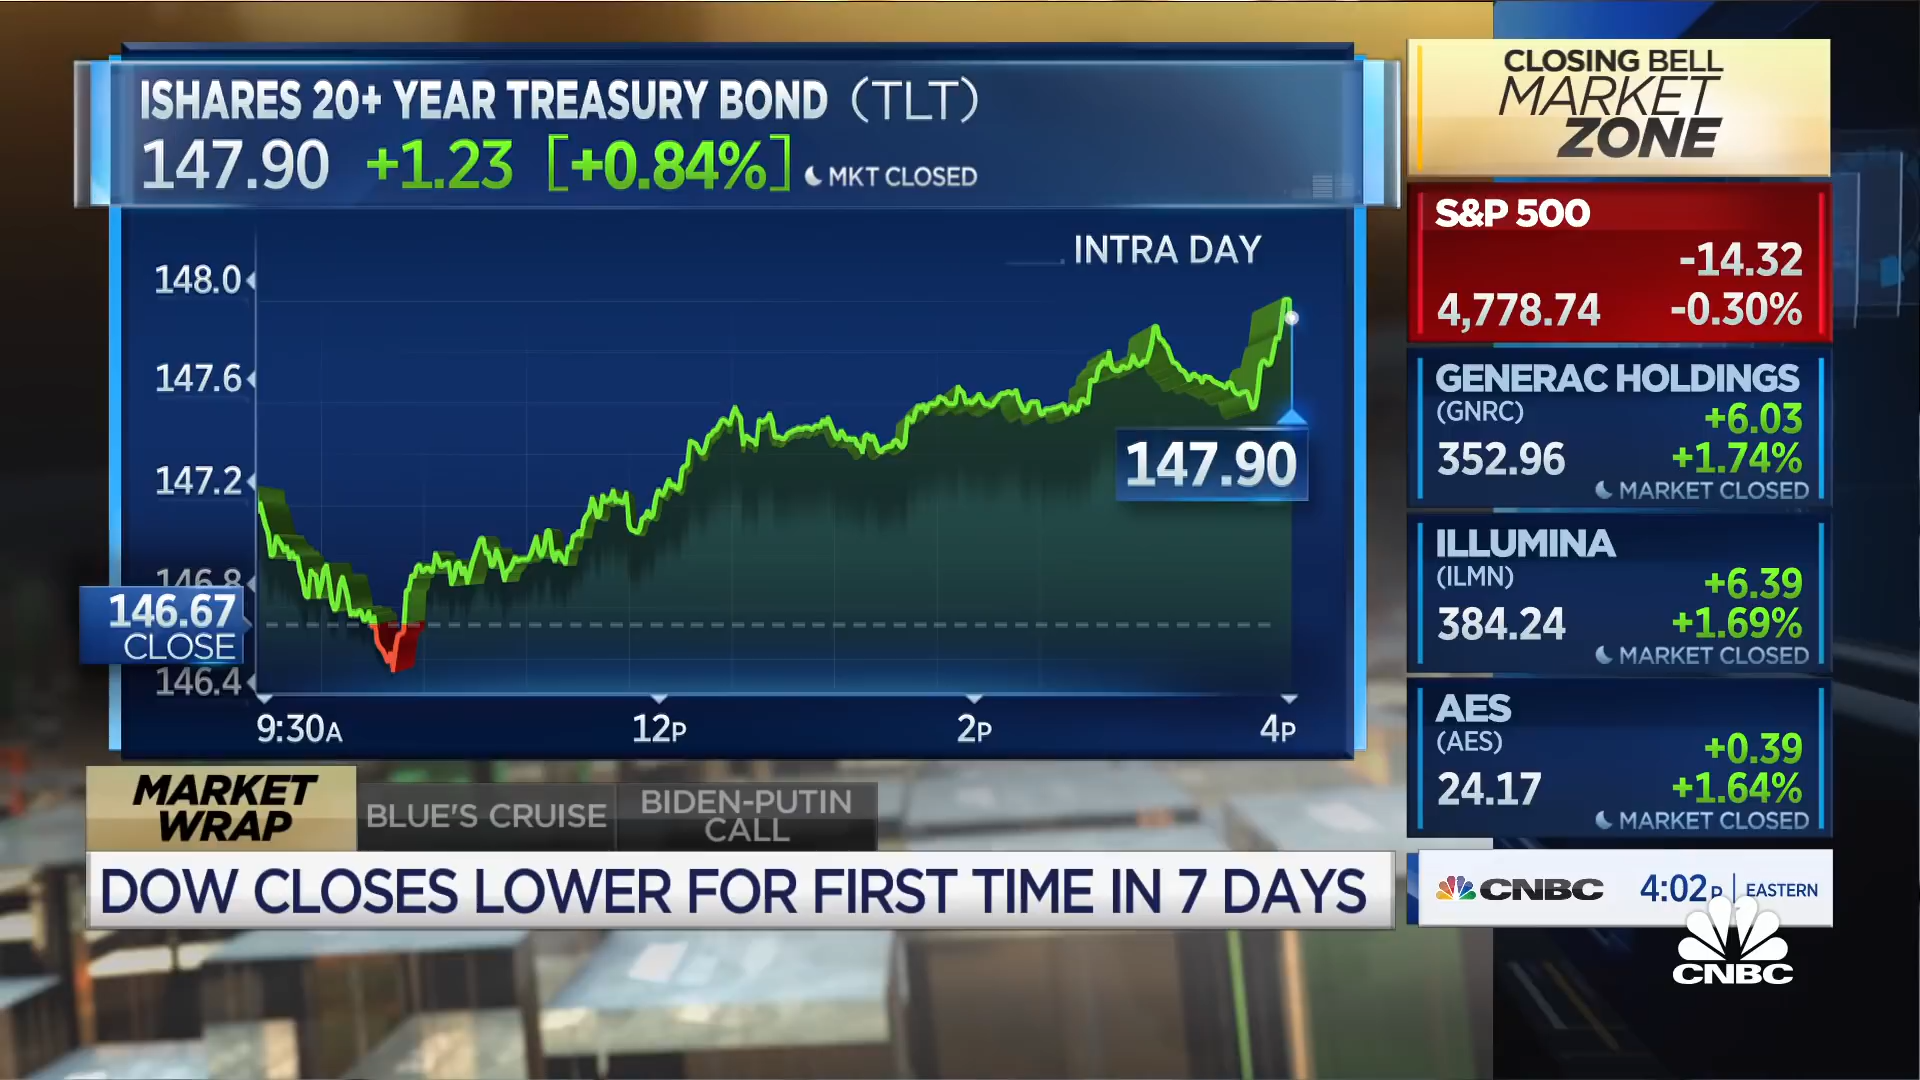 ISHARES 20+ YEAR TREASURY BOND (TLT)
147.90 +1.23 [+0.84%] MKT CLOSED
INTRA DAY
148.0
147.6
147.2
146.8
146.67
CLOSE
146.4
147.90
9:30A 12P 2P 4P
MARKET
WRAP
BLUE'S CRUISE
BIDEN-PUTIN
CALL
DOW CLOSES LOWER FOR FIRST TIME IN 7 DAYS
CLOSING BELL
MARKET
ZONE
S&P 500
-14.32
4,778.74 -0.30%
GENERAC HOLDINGS
(GNRC) +6.03
352.96 +1.74%
MARKET CLOSED
ILLUMINA
(ILMN) +6.39
384.24 +1.69%
MARKET CLOSED
AES
(AES) +0.39
24.17 +1.64%
MARKET CLOSED
CNBC 4:02P EASTERN
CNBC